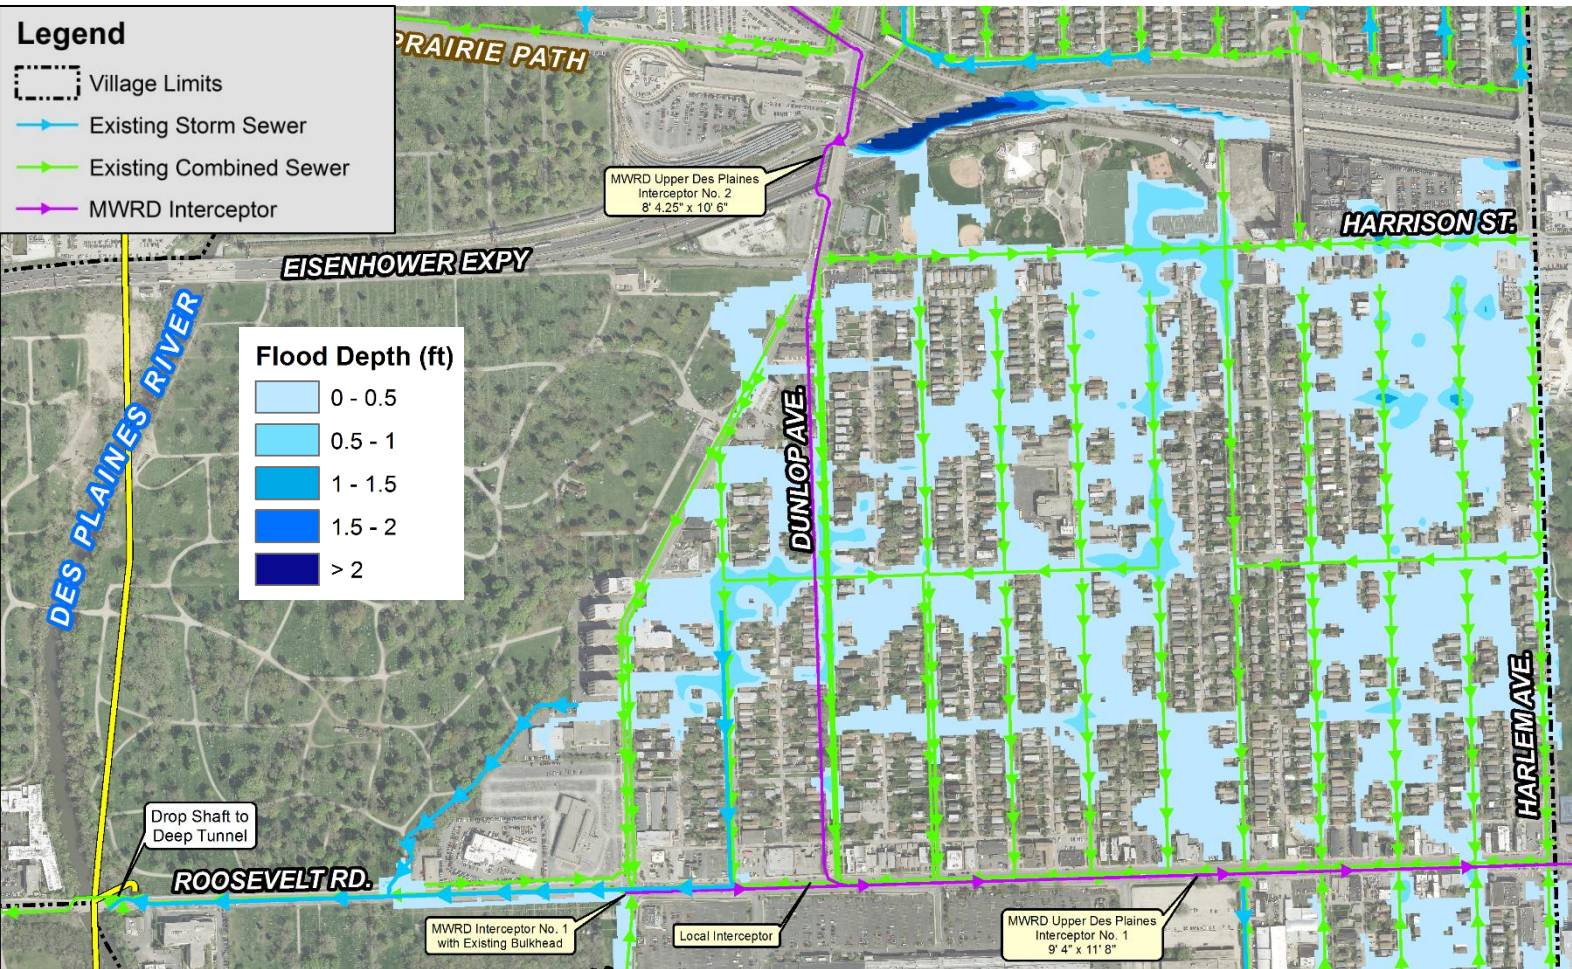 Legend
Village Limits
Existing Storm Sewer
Existing Combined Sewer
MWRD Interceptor
PRAIRIE PATH
MWRD Upper Des Plaines
Interceptor No. 2
8' 4.25" x 10' 6"
HARRISON ST.
EISENHOWER EXPY
DES PLAINES RIVER
Flood Depth (ft)
0 - 0.5
0.5 - 1
1 - 1.5
1.5 - 2
> 2
DUNLOP AVE.
HARLEM AVE.
Drop Shaft to
Deep Tunnel
ROOSEVELT RD.
MWRD Interceptor No. 1
with Existing Bulkhead
Local Interceptor
MWRD Upper Des Plaines
Interceptor No. 1
9' 4" x 11' 8"